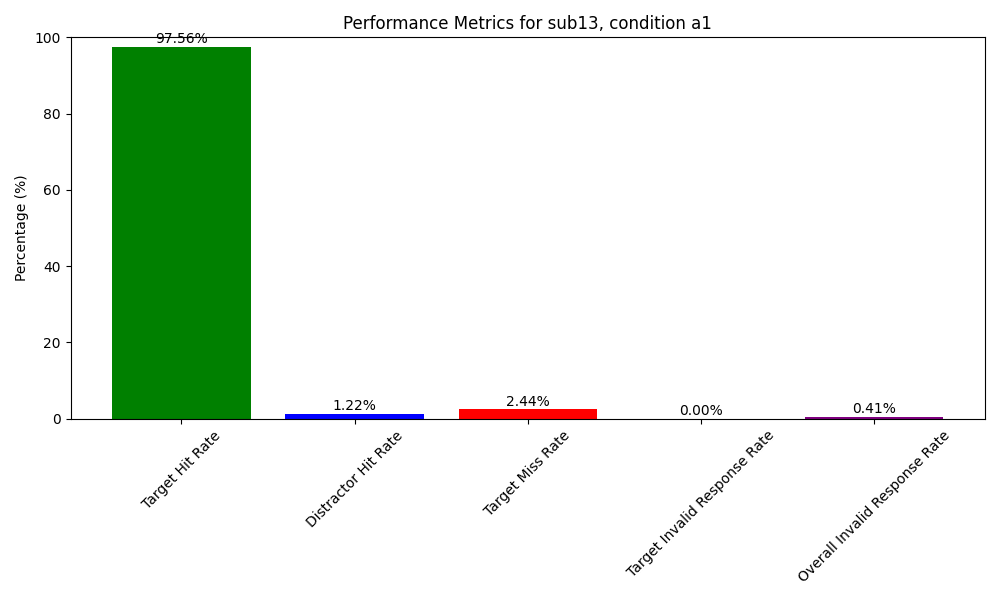 Performance Metrics for sub13, condition a1
Percentage (%)
100
80
60
40
20
0
97.56%
1.22%
2.44%
0.00%
0.41%
Target Hit Rate
Distractor Hit Rate
Target Miss Rate
Target Invalid Response Rate
Overall Invalid Response Rate